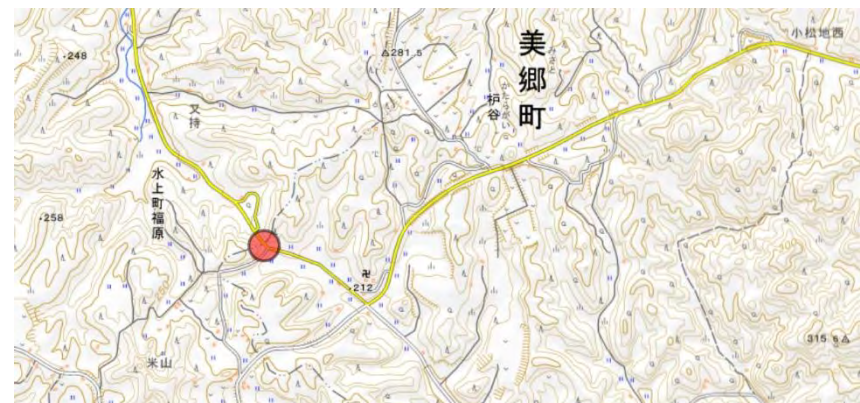 248
281.5
小松地西
みさと
美郷町
かたらがい
枦谷
又持
水上町福原
258
212
米山
315.6